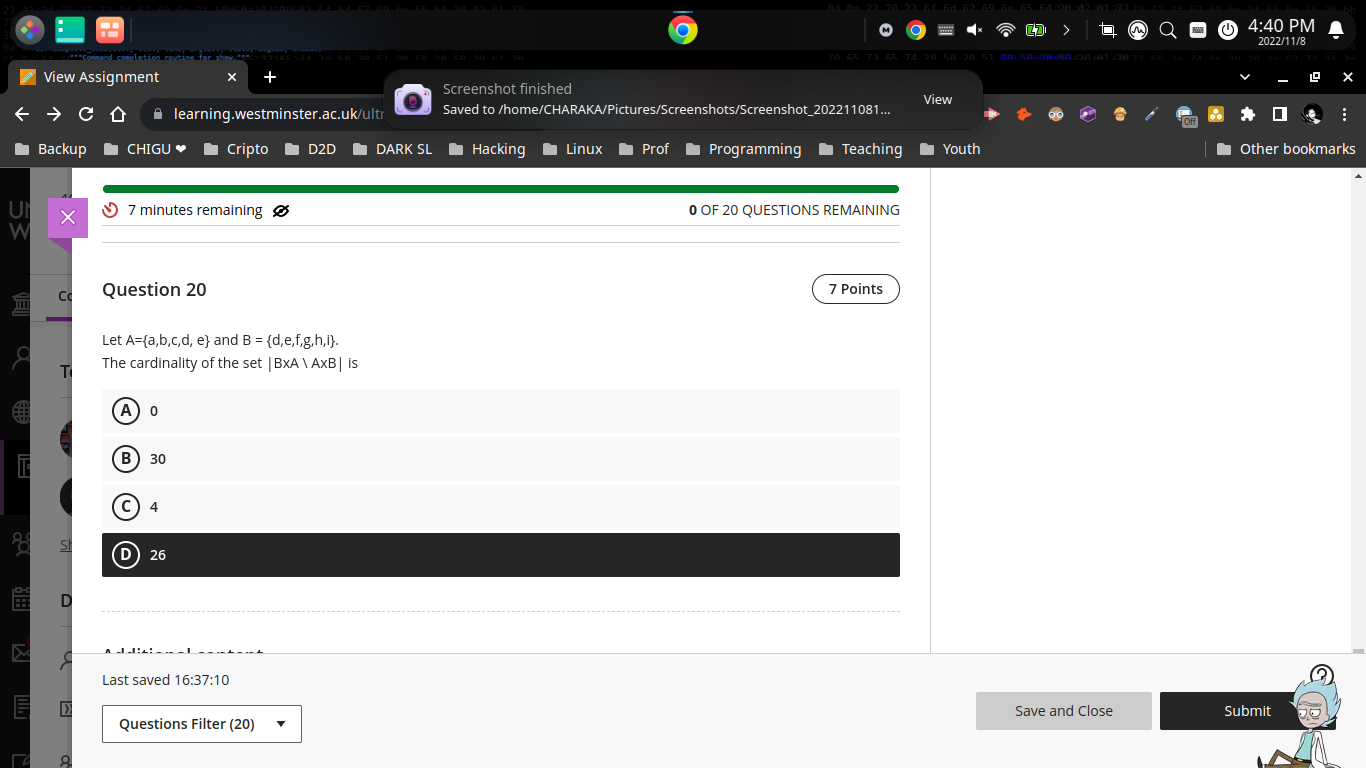 4:40 PM
2022/11/8
View Assignment
Screenshot finished
Saved to /home/CHARAKA/Pictures/Screenshots/Screenshot_202211081...
View
learning.westminster.ac.uk/ultr
Off
Backup
CHIGU ❤
Cripto
D2D
DARK SL
Hacking
Linux
Prof
Programming
Teaching
Youth
Other bookmarks
7 minutes remaining
0 OF 20 QUESTIONS REMAINING
Question 20
7 Points
Let A={a,b,c,d, e} and B = {d,e,f,g,h,i}.
The cardinality of the set |BxA \ AxB| is
A 0
B 30
C 4
D 26
Additional content
Last saved 16:37:10
Questions Filter (20)
Save and Close
Submit